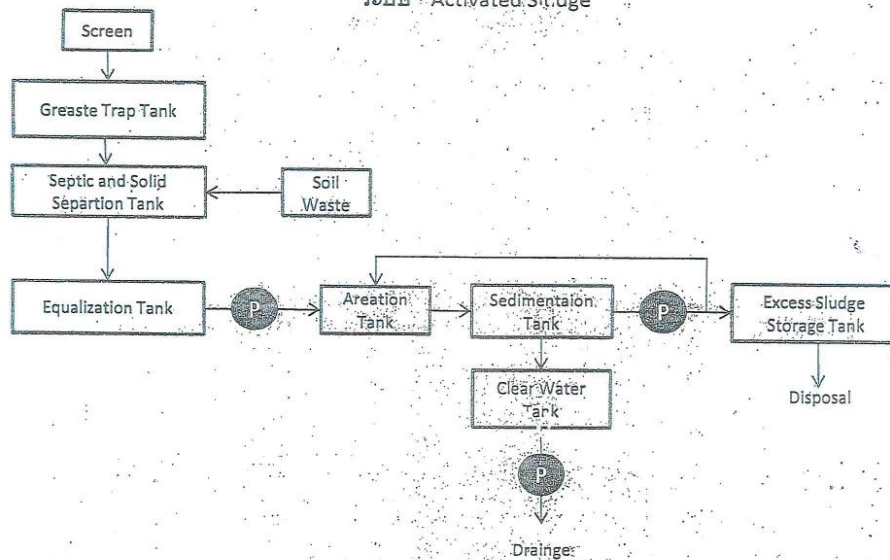 Activated Sludge
Screen
Greaste Trap Tank
Septic and Solid
Separtion Tank
Soil
Waste
Equalization Tank
P
Areation
Tank
Sedimentaion
Tank
P
Excess Sludge
Storage Tank
Clear Water
Tank
Disposal
P
Drainge